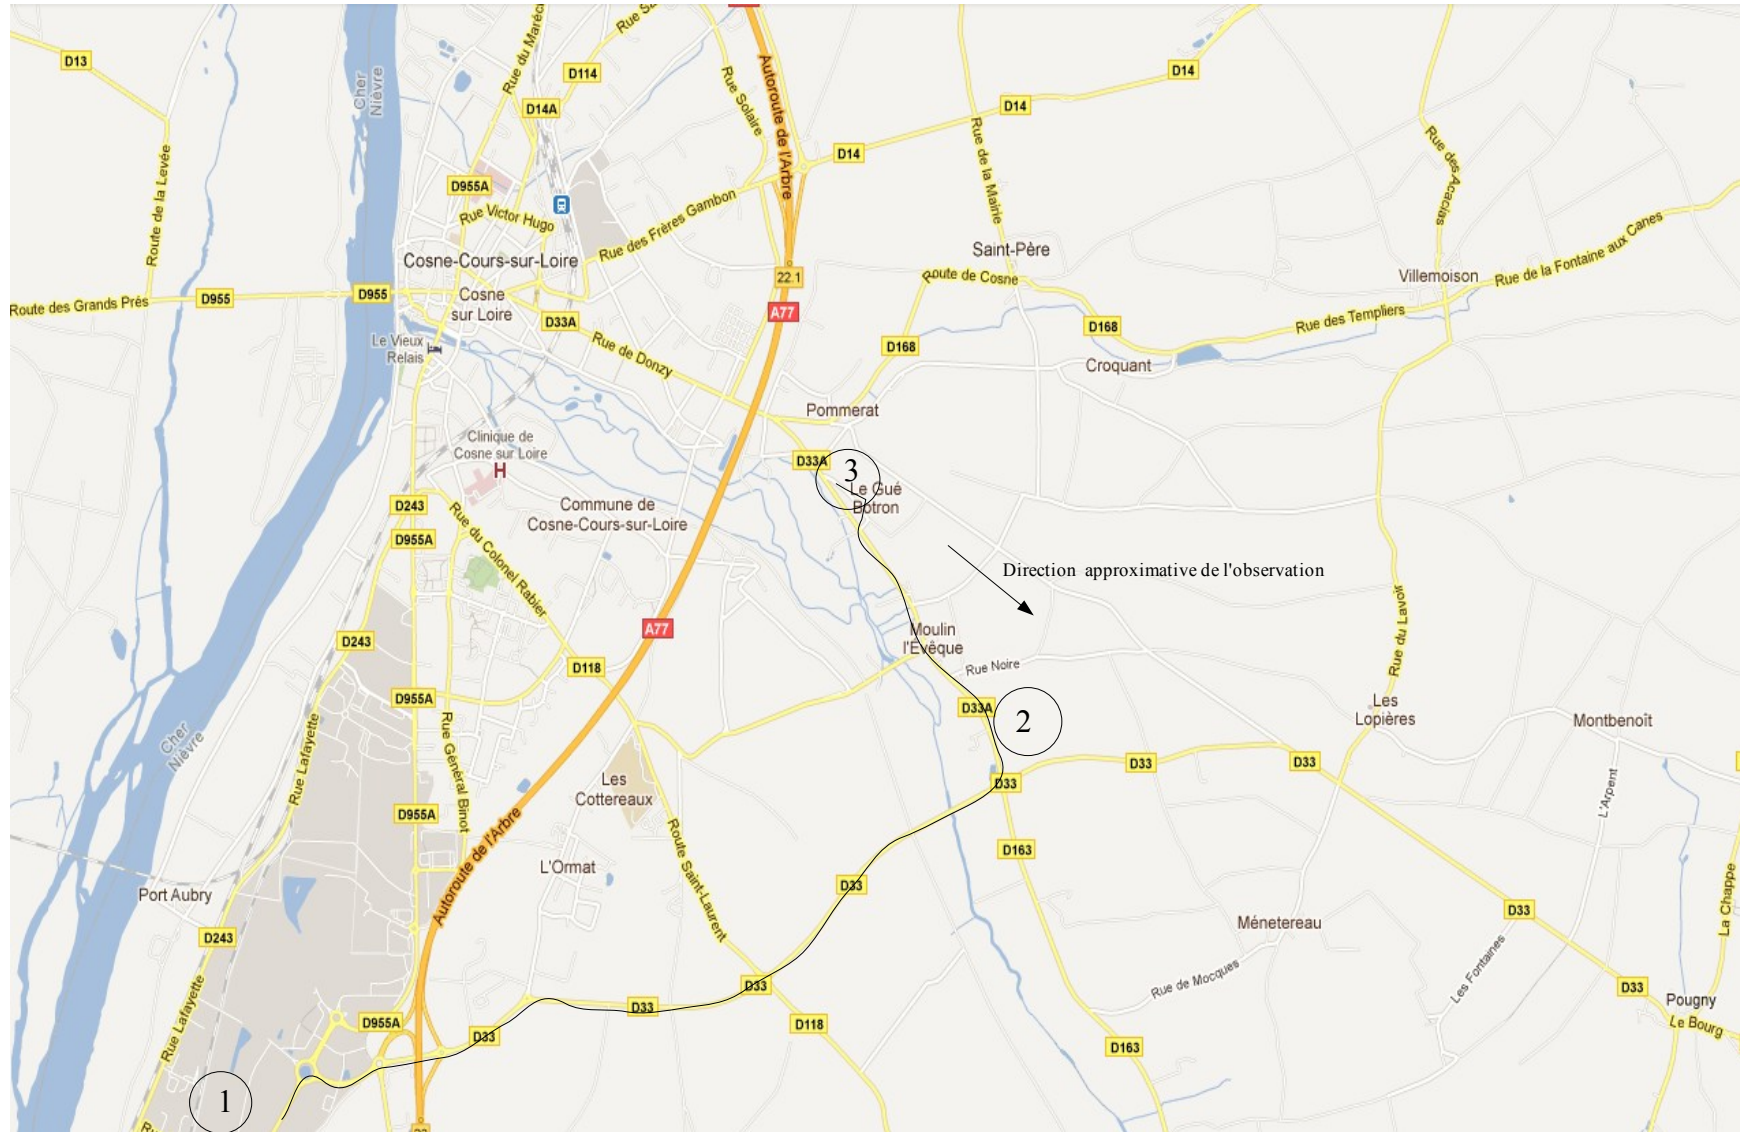 D13
Cher
Nièvre
Rue du Maréc
D114
D14A
Rue Solaire
Autoroute de l'Arbre
D14
D14
D14
Rue de la Mairie
Rue des Acacias
Route de la Levée
D955A
Rue Victor Hugo
Rue des Frères Gambon
Cosne-Cours-sur-Loire
Saint-Père
Villemoison
Rue de la Fontaine aux Canes
Route de Cosne
22.1
A77
Route des Grands Prés
D955
D955
Cosne
sur Loire
D33A
Rue de Donzy
Le Vieux
Relais
D168
D168
Rue des Templiers
Croquant
Pommerat
Clinique de
Cosne sur Loire
H
D33A
3
Le Gué
Botron
D243
D955A
Rue du Colonel Rabier
Commune de
Cosne-Cours-sur-Loire
Direction approximative de l'observation
Rue du Lavoir
A77
D243
D118
Moulin
l'Evêque
Rue Noire
D955A
D33A
2
Les
Lopières
Montbenoît
Cher
Nièvre
Rue Lafayette
Rue Général Binot
D33
D33
D33
Les
Cottereaux
D955A
L'Arpent
Autoroute de l'Arbre
Route Saint-Laurent
D163
L'Ormat
D33
Port Aubry
D243
Ménetereau
D33
La Chappe
Rue de Mocques
Les Fontaines
D33
D33
D33
Pougny
Le Bourg
D955A
D33
D118
D163
Rue Lafayette
1